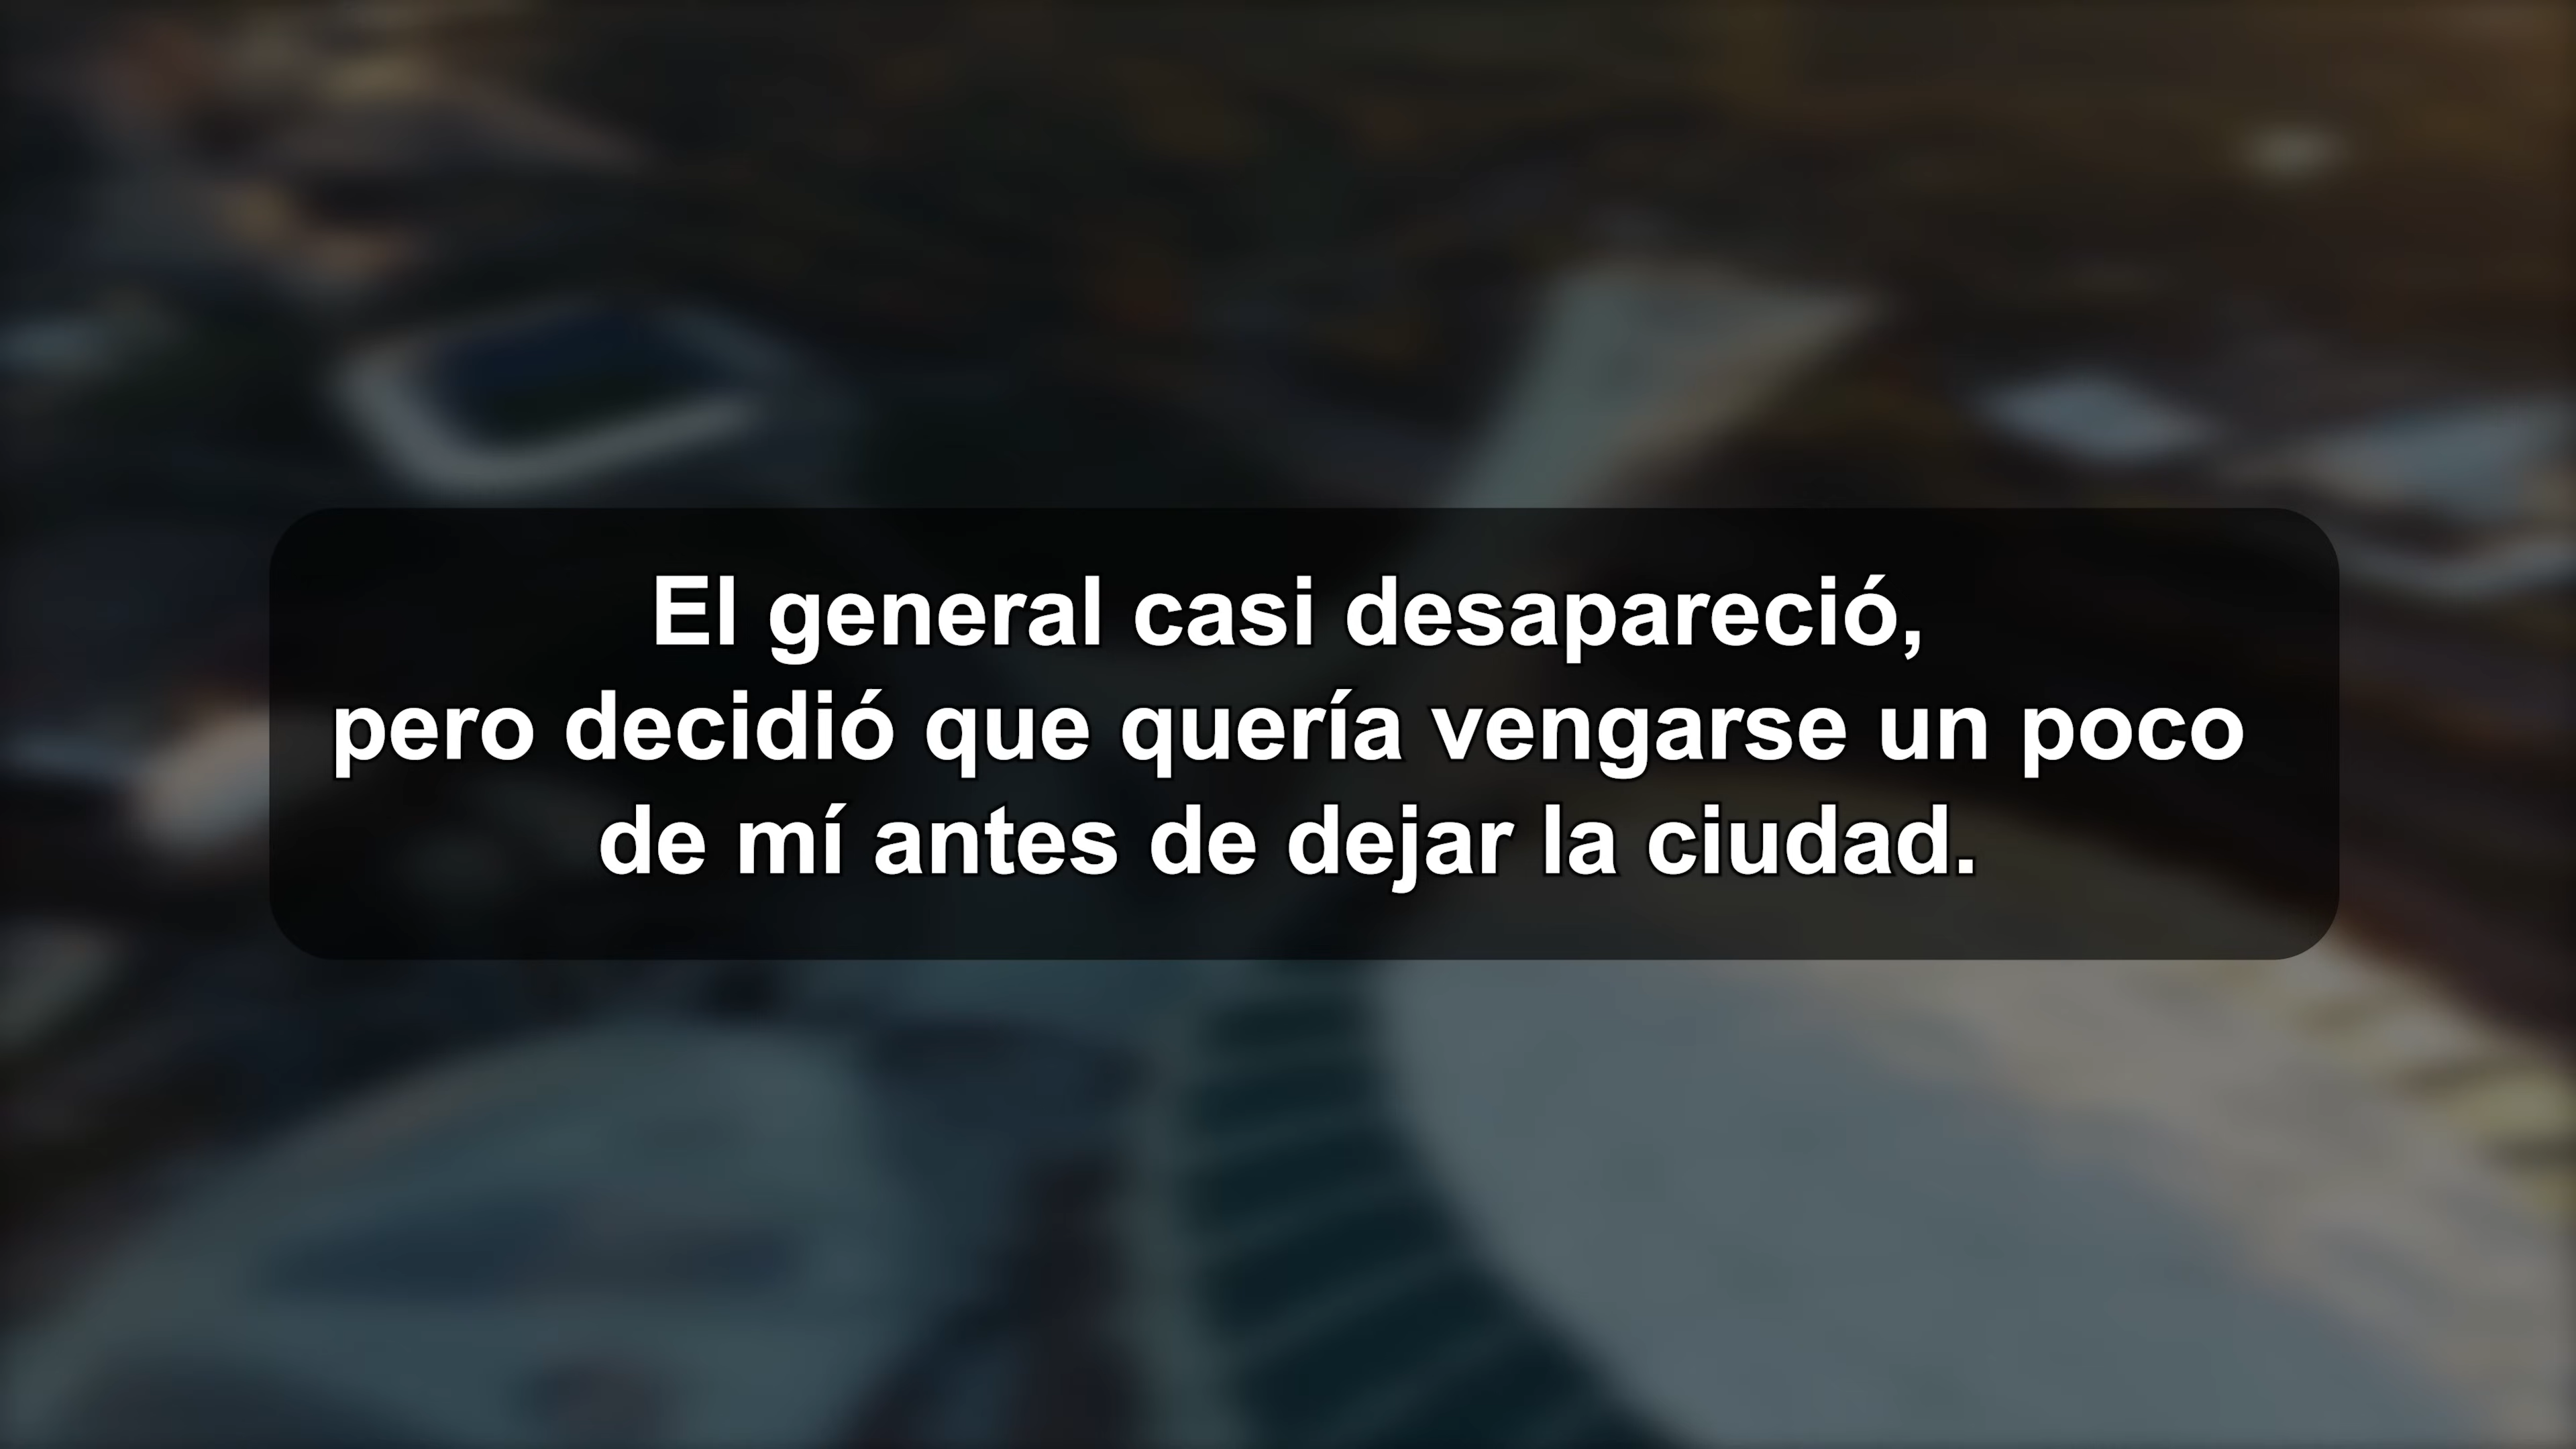 El general casi desapareció,
pero decidió que quería vengarse un poco
de mí antes de dejar la ciudad.